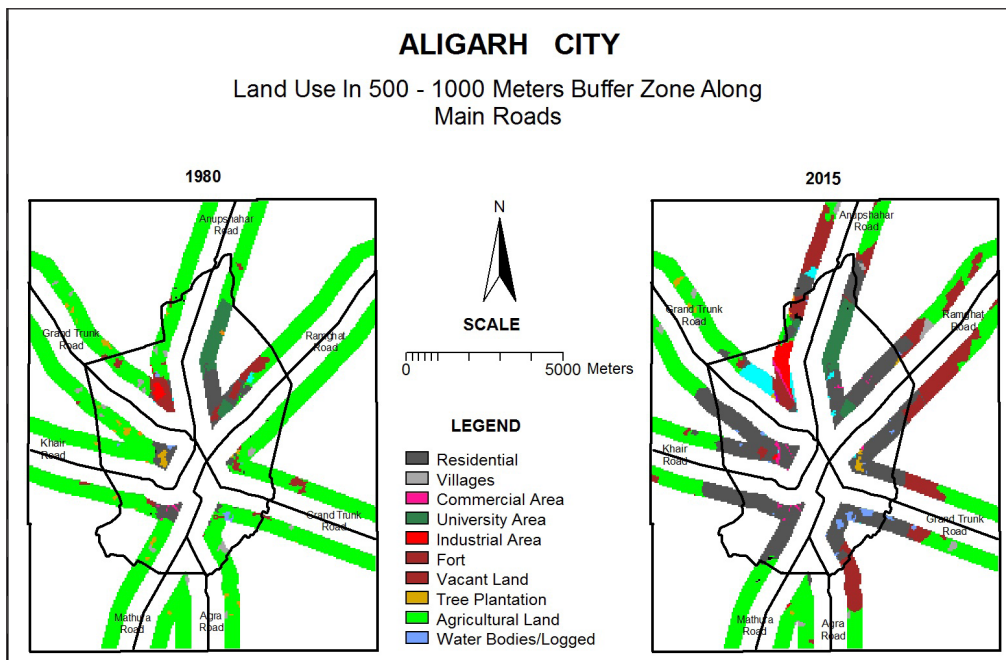 ALIGARH CITY
Land Use In 500 - 1000 Meters Buffer Zone Along
Main Roads
1980
Anupshahar
Road
Grand Trunk
Road
Ramghat
Road
Khair
Road
Grand Trunk
Road
Mathura
Road
Agra
Road
N
SCALE
0 5000 Meters
LEGEND
Residential
Villages
Commercial Area
University Area
Industrial Area
Fort
Vacant Land
Tree Plantation
Agricultural Land
Water Bodies/Logged
2015
Anupshahar
Road
Grand Trunk
Road
Ramghat
Road
Khair
Road
Grand Trunk
Road
Mathura
Road
Agra
Road